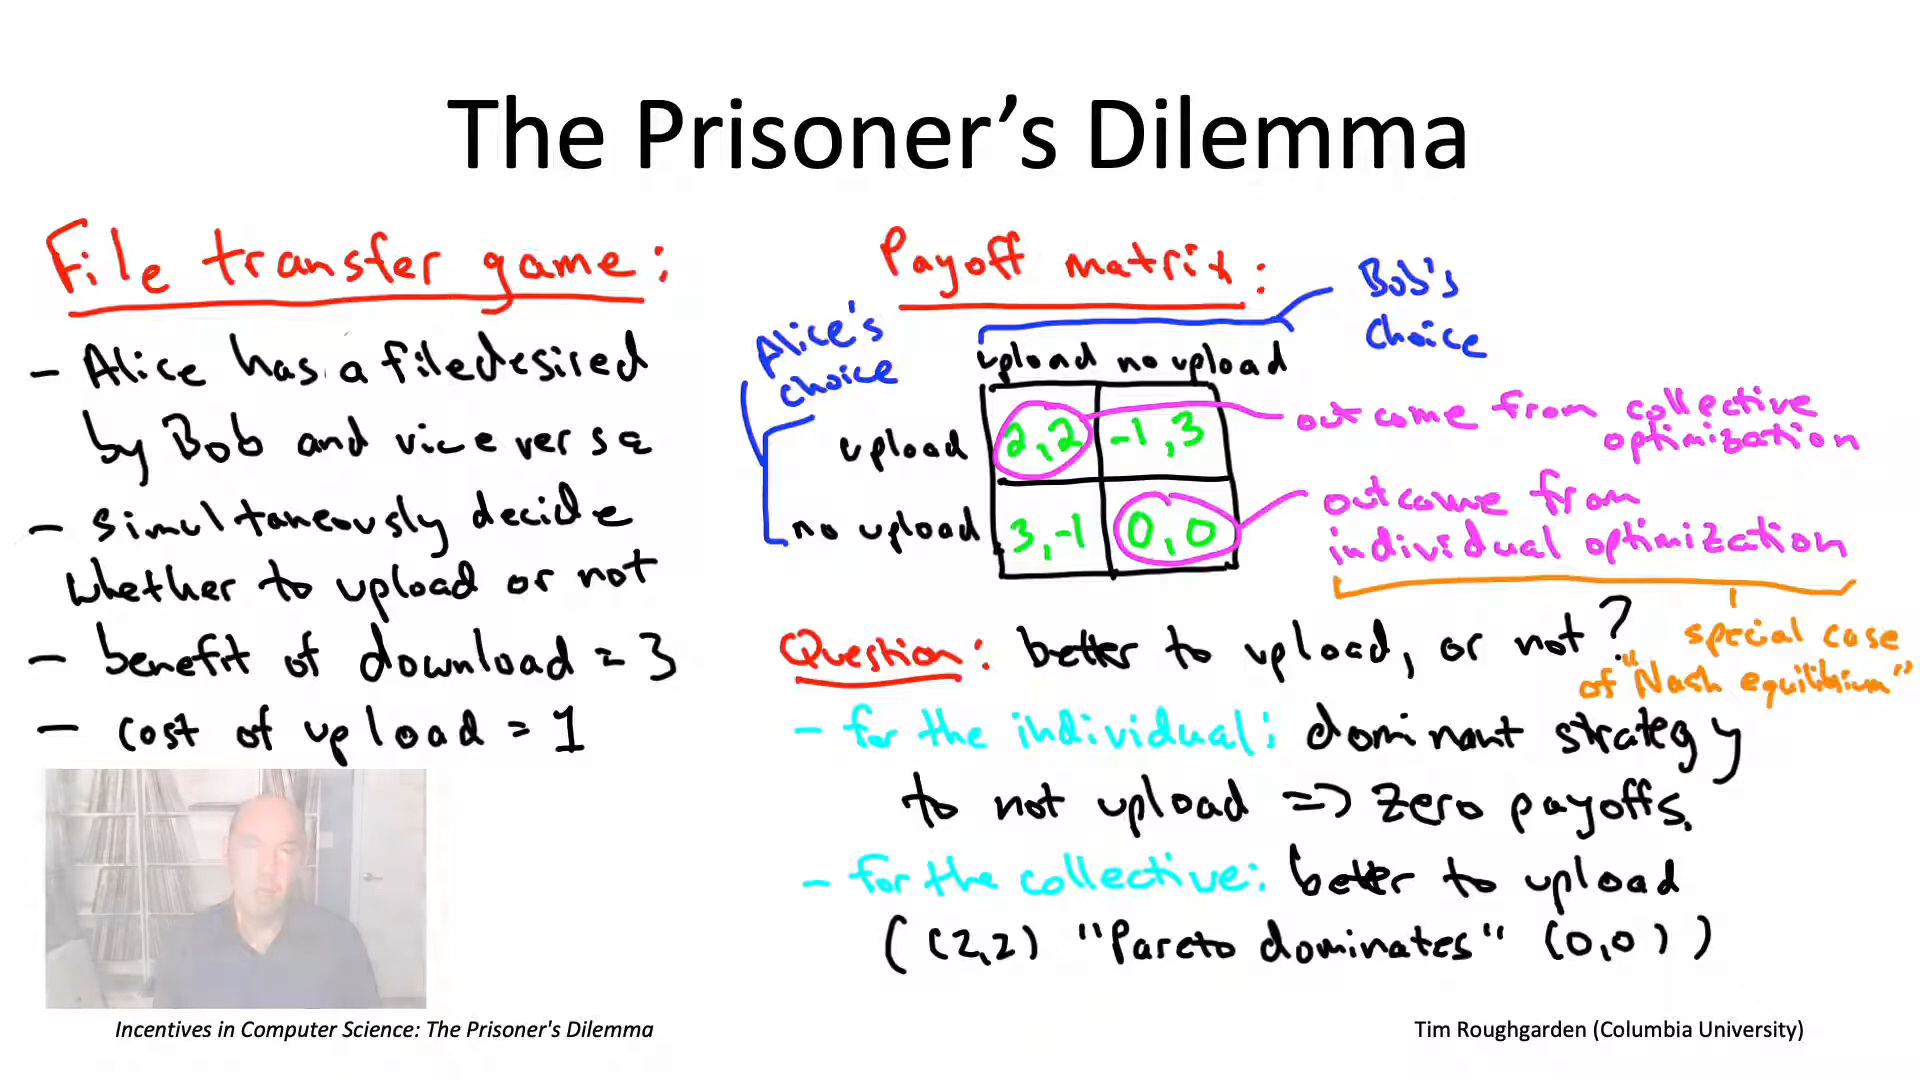 The Prisoner's Dilemma
File transfer game:
- Alice has a file desired
by Bob and vice versa
- simultaneously decide
whether to upload or not
- benefit of download = 3
- cost of upload = 1
Payoff matrix:
Bob's
choice
Alice's
choice
upload no upload
upload 2,2 -1,3
no upload 3,-1 0,0
outcome from collective
optimization
outcome from
individual optimization
special case
of "Nash equilibrium"
Question: better to upload, or not?
- for the individual: dominant strategy
to not upload => zero payoffs.
- for the collective: better to upload
((2,2) "Pareto dominates" (0,0))
Incentives in Computer Science: The Prisoner's Dilemma
Tim Roughgarden (Columbia University)